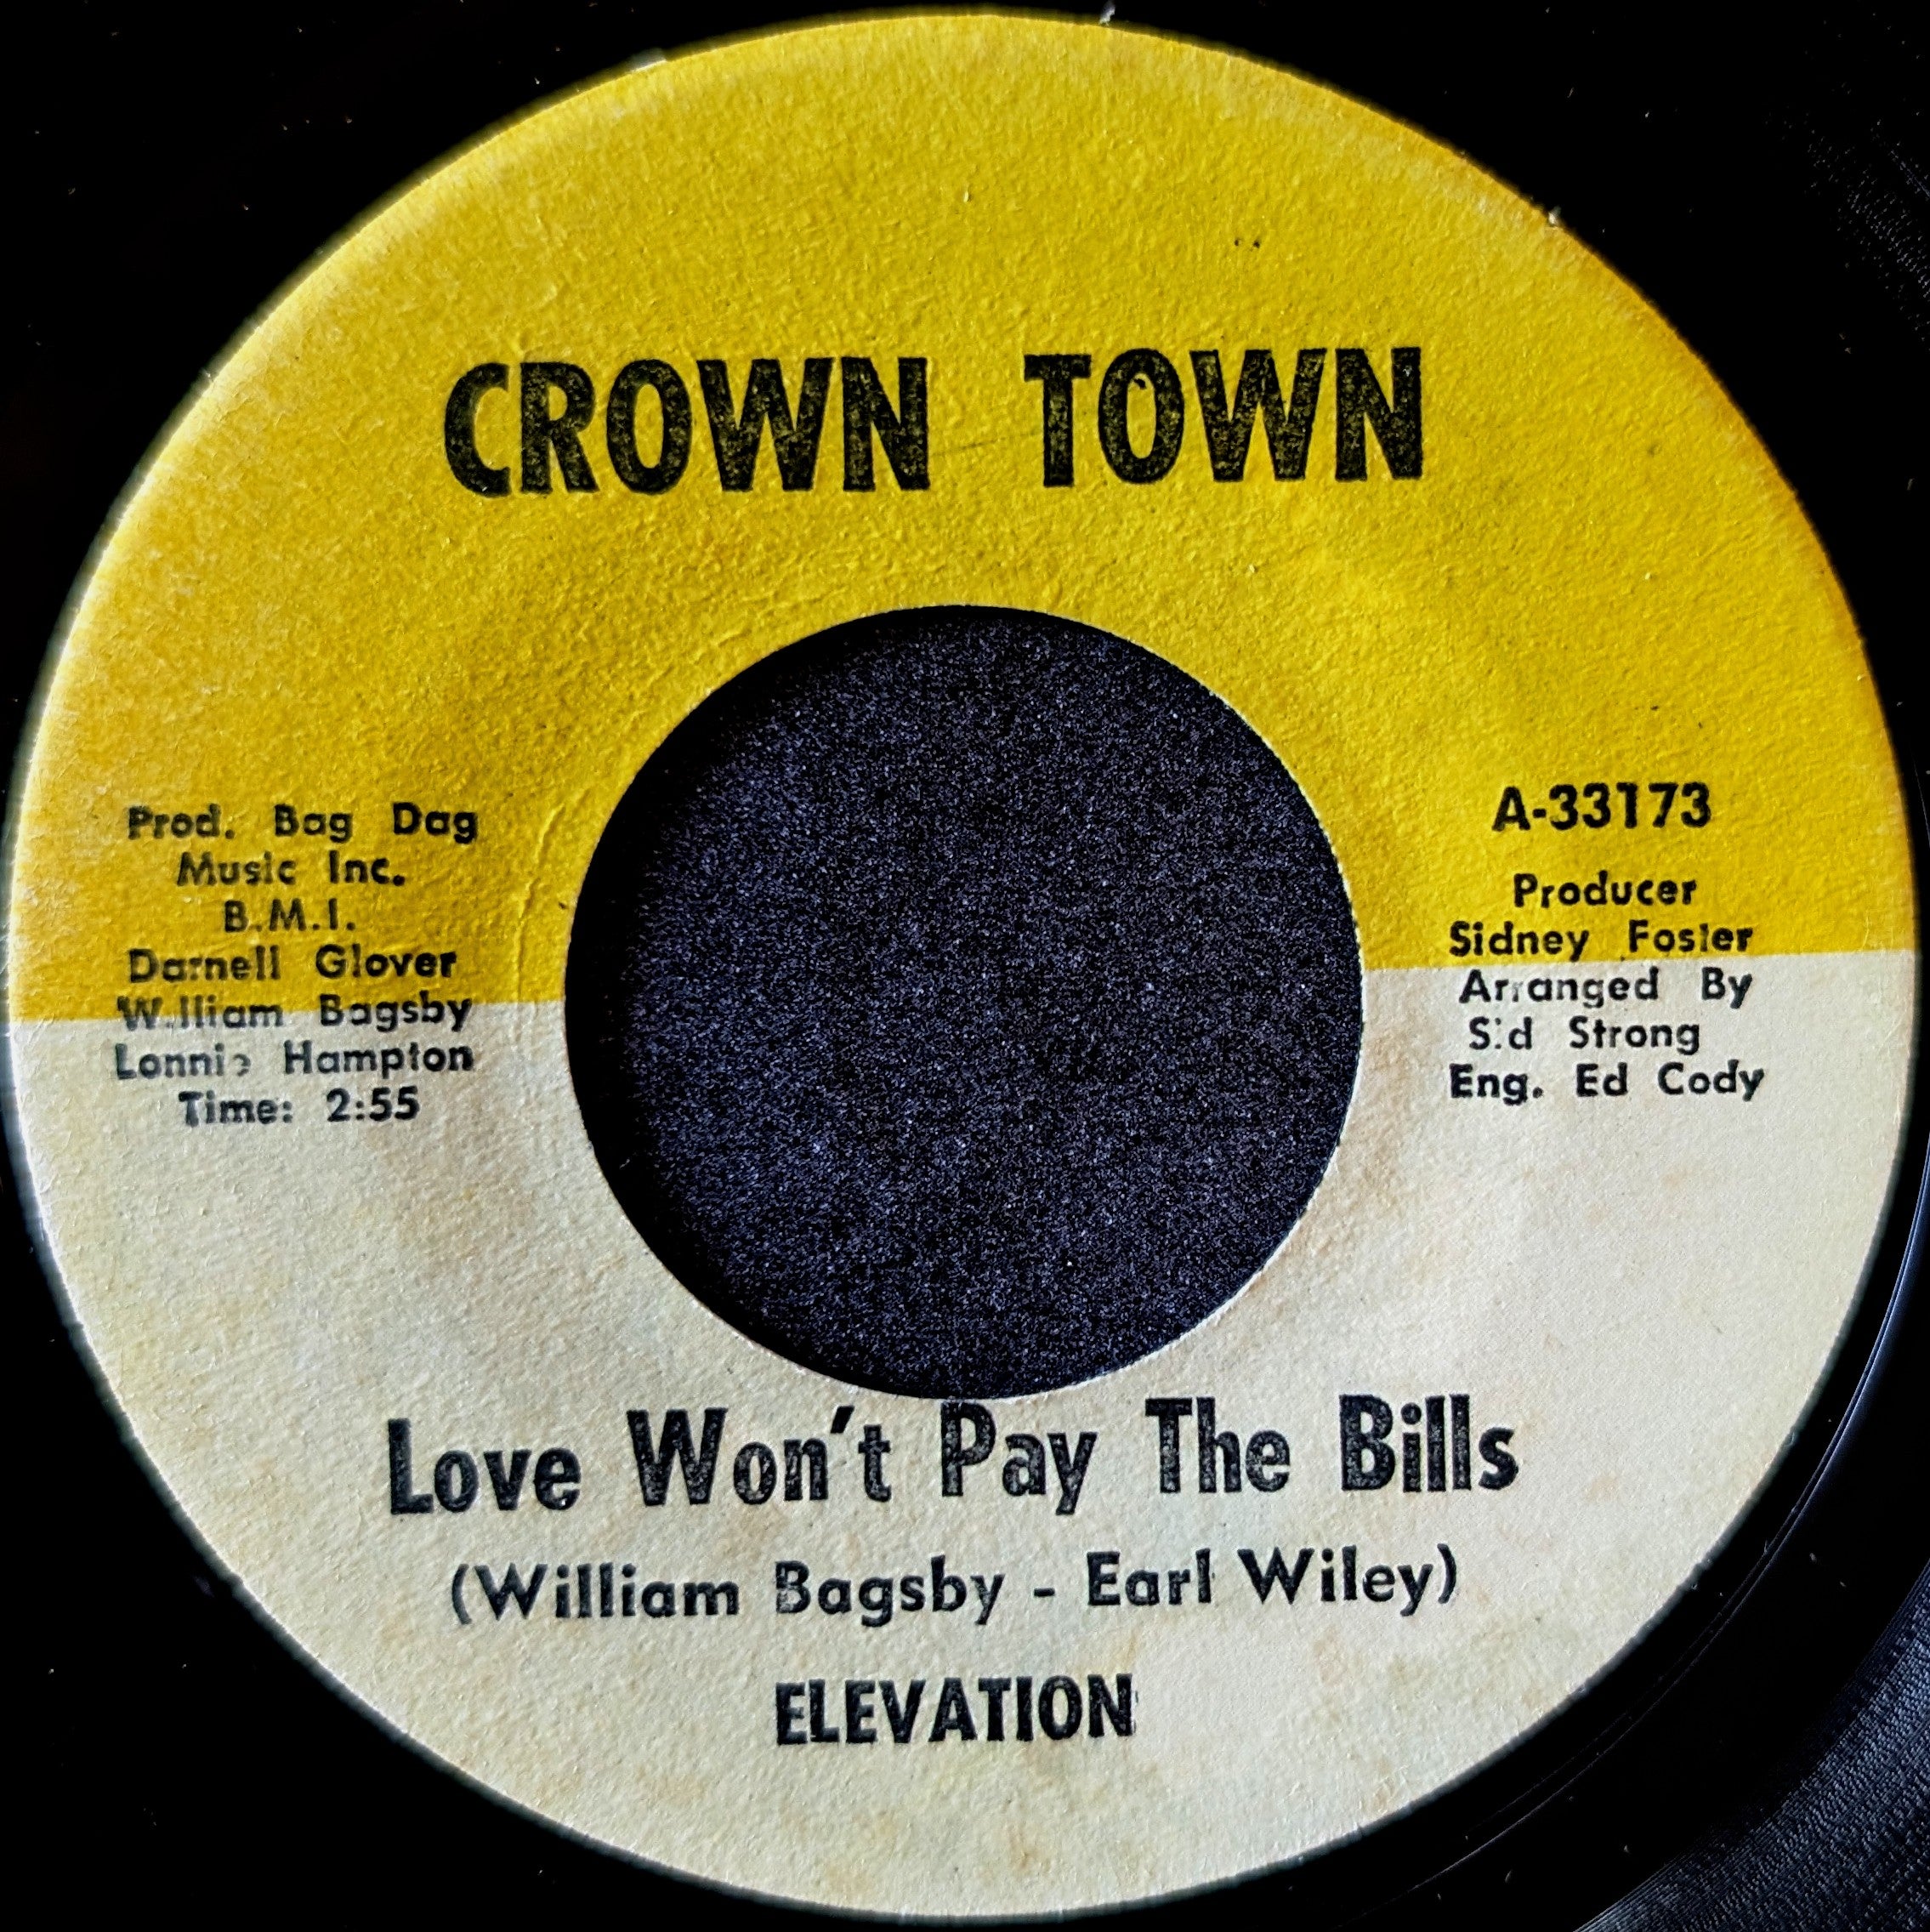 CROWN TOWN
Prod. Bag Dag
Music Inc.
B.M.I.
Darnell Glover
William Bagsby
Lonnie Hampton
Time: 2:55
A-33173
Producer
Sidney Foster
Arranged By
Sid Strong
Eng. Ed Cody
Love Won't Pay The Bills
(William Bagsby - Earl Wiley)
ELEVATION